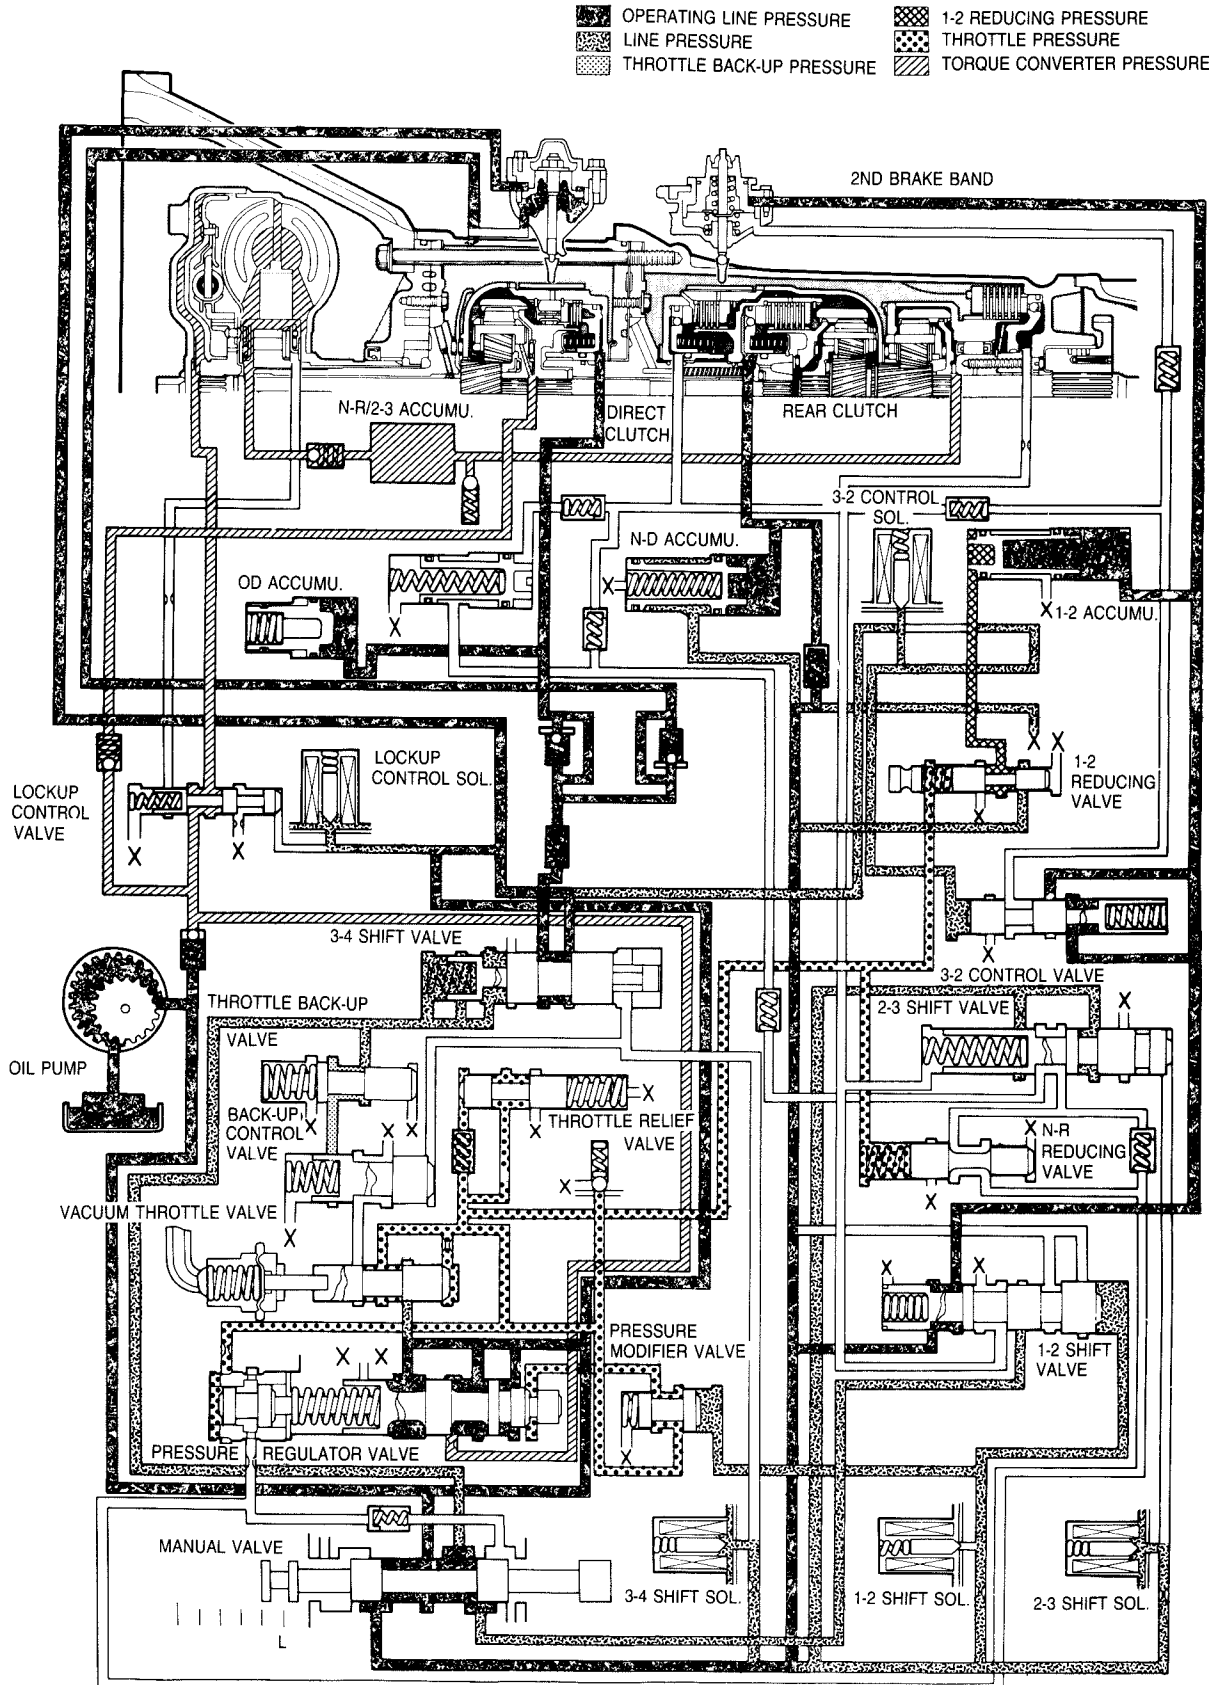 OPERATING LINE PRESSURE
LINE PRESSURE
THROTTLE BACK-UP PRESSURE
1-2 REDUCING PRESSURE
THROTTLE PRESSURE
TORQUE CONVERTER PRESSURE
2ND BRAKE BAND
N-R/2-3 ACCUMU.
DIRECT
CLUTCH
REAR CLUTCH
3-2 CONTROL
SOL.
N-D ACCUMU.
OD ACCUMU.
X
X
X 1-2 ACCUMU.
LOCKUP
CONTROL SOL.
X
X
1-2
REDUCING
VALVE
LOCKUP
CONTROL
VALVE
X
X
X
3-4 SHIFT VALVE
X
3-2 CONTROL VALVE
THROTTLE BACK-UP
VALVE
2-3 SHIFT VALVE
X
OIL PUMP
X
THROTTLE RELIEF
VALVE
X
BACK-UP
CONTROL
VALVE
X
X
X
X
N-R
REDUCING
VALVE
X
X
X
VACUUM THROTTLE VALVE
X
X
X
PRESSURE
MODIFIER VALVE
1-2 SHIFT
VALVE
X
X
X
PRESSURE REGULATOR VALVE
MANUAL VALVE
L
3-4 SHIFT SOL.
1-2 SHIFT SOL.
2-3 SHIFT SOL.